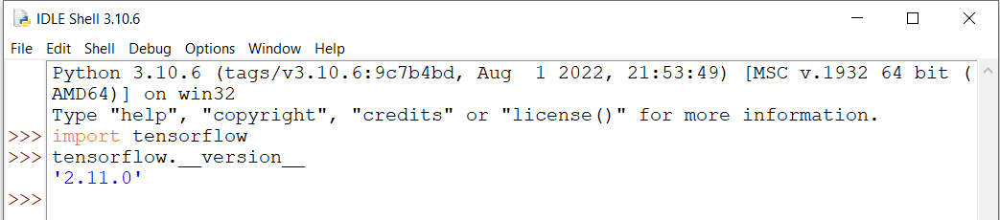 IDLE Shell 3.10.6
File Edit Shell Debug Options Window Help
Python 3.10.6 (tags/v3.10.6:9c7b4bd, Aug  1 2022, 21:53:49) [MSC v.1932 64 bit (
AMD64)] on win32
Type "help", "copyright", "credits" or "license()" for more information.
>>> import tensorflow
>>> tensorflow.__version__
'2.11.0'
>>>